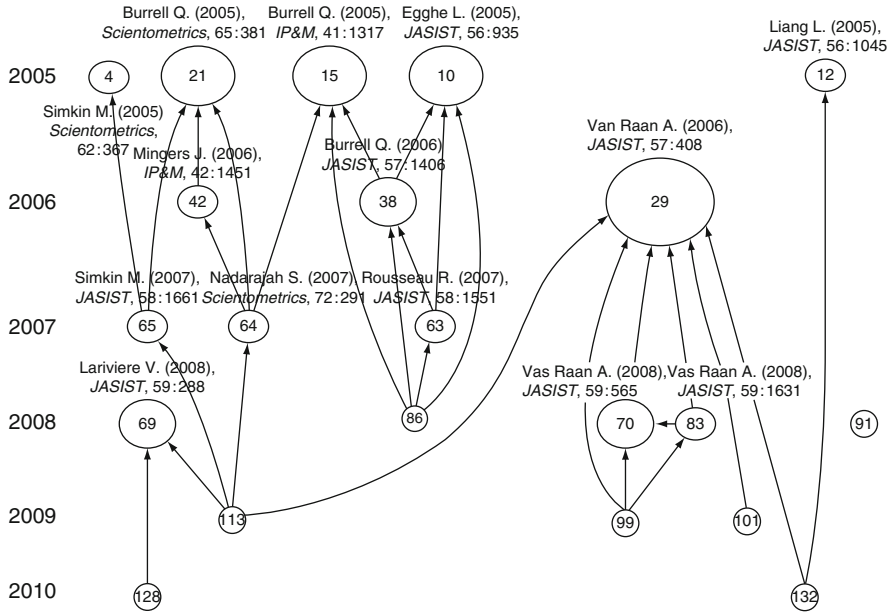 Burrell Q. (2005),
Scientometrics, 65:381
Burrell Q. (2005),
IP&M, 41:1317
Egghe L. (2005),
JASIST, 56:935
Liang L. (2005),
JASIST, 56:1045
2005
4
21
15
10
12
Simkin M. (2005)
Scientometrics,
62:367
Mingers J. (2006),
IP&M, 42:1451
Burrell Q. (2006)
JASIST, 57:1406
Van Raan A. (2006),
JASIST, 57:408
2006
42
38
29
Simkin M. (2007),
JASIST, 58:1661
Nadarajah S. (2007),
Scientometrics, 72:291
Rousseau R. (2007),
JASIST, 58:1551
2007
65
64
63
Lariviere V. (2008),
JASIST, 59:288
Vas Raan A. (2008),
JASIST, 59:565
Vas Raan A. (2008),
JASIST, 59:1631
2008
69
86
70
83
91
2009
113
99
101
2010
128
132